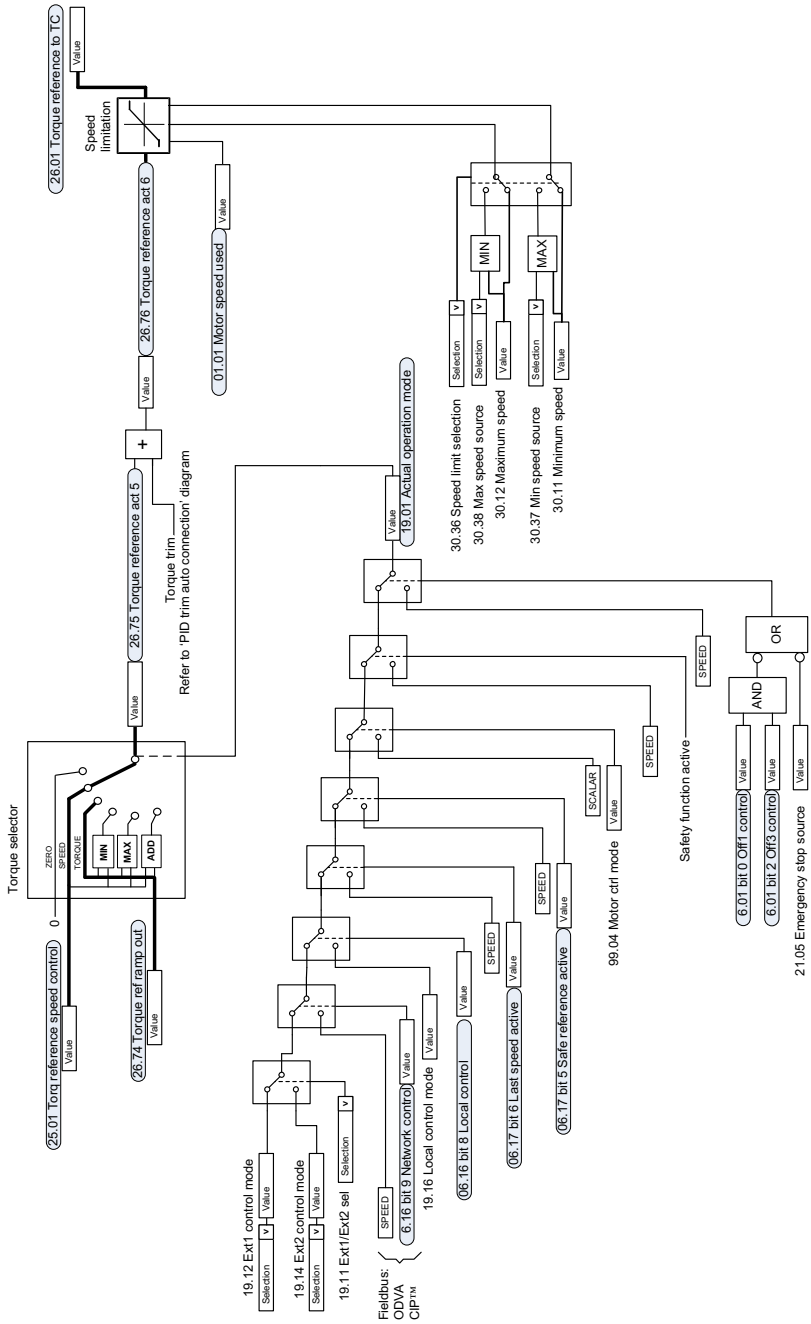 Torque selector
0
ZERO
SPEED
TORQUE
MIN
MAX
ADD
25.01 Torq reference speed control
Value
26.74 Torque ref ramp out
Value
Value
26.75 Torque reference act 5
+
Torque trim
Refer to 'PID trim auto connection' diagram
Value
26.76 Torque reference act 6
01.01 Motor speed used
Value
Speed
limitation
26.01 Torque reference to TC
Value
19.12 Ext1 control mode
Selection
v
Value
19.14 Ext2 control mode
Selection
v
Value
19.11 Ext1/Ext2 sel
Selection
v
Fieldbus:
ODVA
CIP™
SPEED
6.16 bit 9 Network control
Value
19.16 Local control mode
Value
06.16 bit 8 Local control
Value
SPEED
06.17 bit 6 Last speed active
Value
SPEED
06.17 bit 5 Safe reference active
Value
SCALAR
99.04 Motor ctrl mode
Value
SPEED
Safety function active
SPEED
6.01 bit 0 Off1 control
Value
6.01 bit 2 Off3 control
Value
AND
OR
21.05 Emergency stop source
Value
Value
19.01 Actual operation mode
30.36 Speed limit selection
Selection
v
30.38 Max speed source
Selection
v
MIN
30.12 Maximum speed
Value
30.37 Min speed source
Selection
v
MAX
30.11 Minimum speed
Value